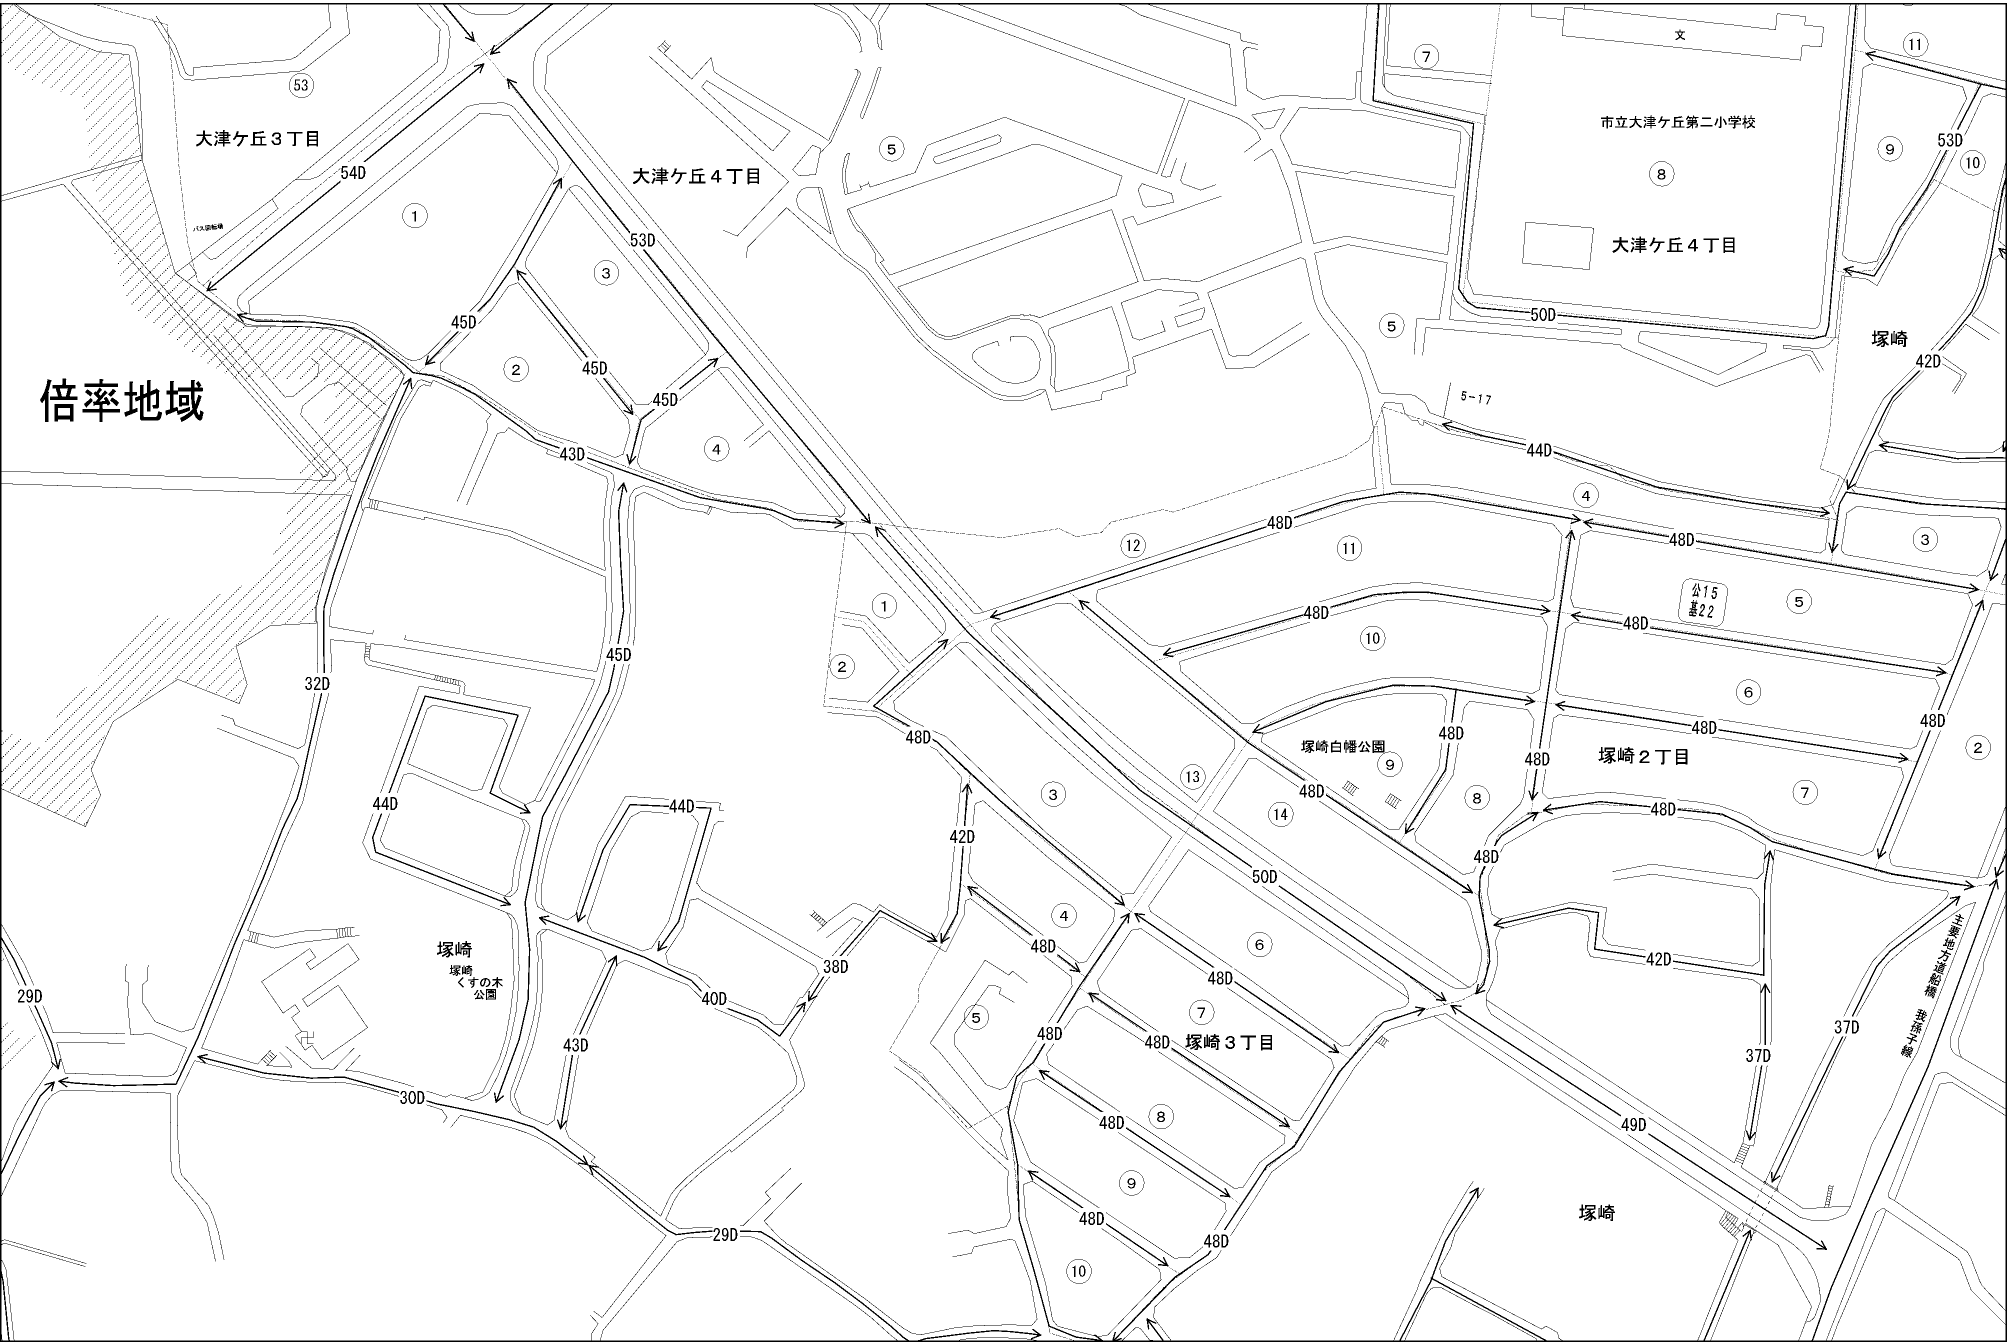 文
⑦
⑪
53
大津ケ丘３丁目
54D
バス回転場
①
大津ケ丘４丁目
53D
③
⑤
市立大津ケ丘第二小学校
⑧
大津ケ丘４丁目
⑨
53D
⑩
50D
⑤
塚崎
42D
45D
②
45D
45D
④
倍率地域
43D
5-17
44D
④
③
48D
⑫
⑪
48D
公15
基22
⑤
①
48D
⑩
48D
②
45D
32D
⑥
48D
48D
48D
②
48D
塚崎白幡公園
⑨
48D
塚崎２丁目
⑬
48D
⑦
③
⑧
48D
⑭
44D
44D
42D
48D
48D
50D
④
48D
⑥
塚崎
塚崎
くすの木
公園
42D
主要地方道船橋　我孫子線
38D
48D
29D
40D
⑤
⑦
48D
48D
塚崎３丁目
43D
37D
37D
30D
⑧
48D
49D
⑨
48D
塚崎
29D
48D
⑩